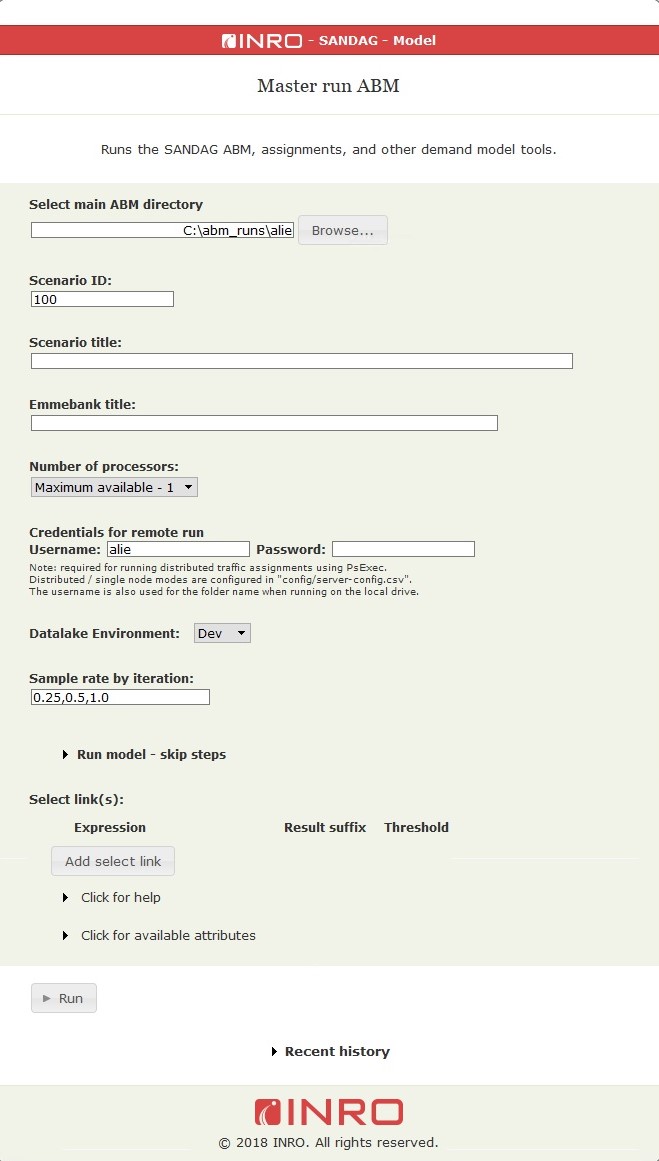 INRO - SANDAG - Model
Master run ABM
Runs the SANDAG ABM, assignments, and other demand model tools.
Select main ABM directory
C:\abm_runs\alie Browse...
Scenario ID:
100
Scenario title:
Emmebank title:
Number of processors:
Maximum available - 1
Credentials for remote run
Username: alie Password:
Note: required for running distributed traffic assignments using PsExec.
Distributed / single node modes are configured in "config/server-config.csv".
The username is also used for the folder name when running on the local drive.
Datalake Environment: Dev
Sample rate by iteration:
0.25,0.5,1.0
Run model - skip steps
Select link(s):
Expression Result suffix Threshold
Add select link
Click for help
Click for available attributes
Run
Recent history
INRO
© 2018 INRO. All rights reserved.